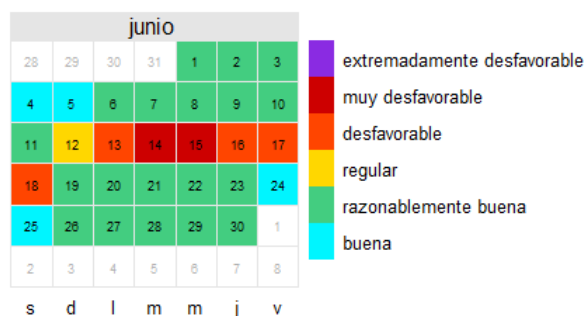 junio
28 29 30 31 1 2 3
4 5 6 7 8 9 10
11 12 13 14 15 16 17
18 19 20 21 22 23 24
25 26 27 28 29 30 1
2 3 4 5 6 7 8
s d l m m j v
extremadamente desfavorable
muy desfavorable
desfavorable
regular
razonablemente buena
buena